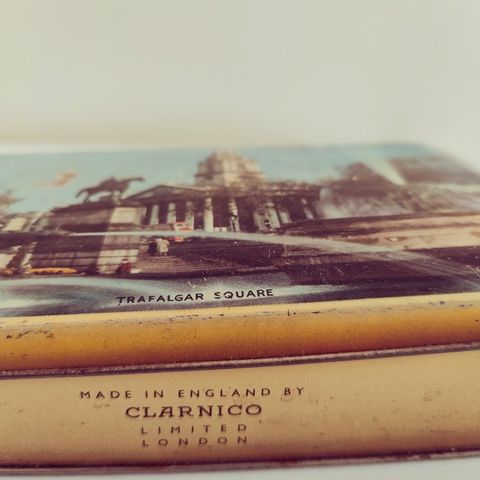 TRAFALGAR SQUARE
MADE IN ENGLAND BY
CLARNICO
LIMITED
LONDON